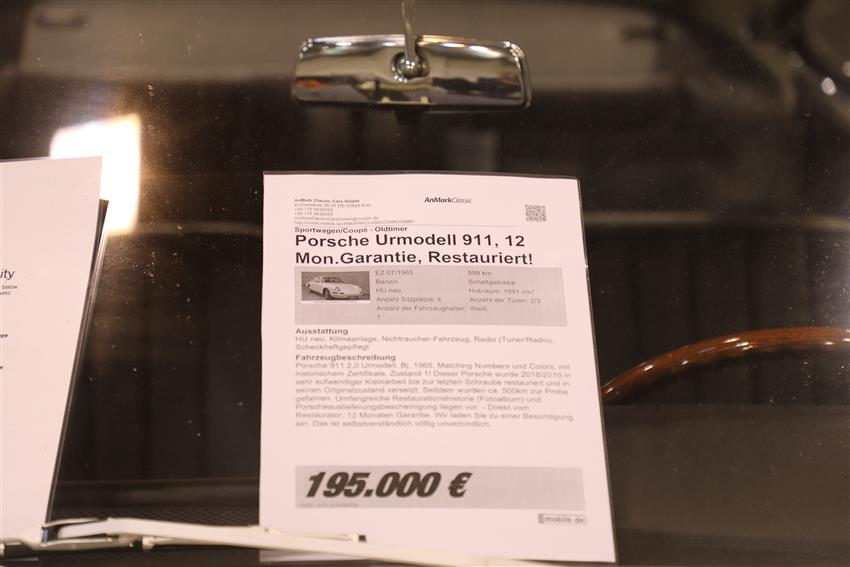 ity
below
AnMark Classic Cars GmbH
AnMarkClassic
Sportwagen/Coupé - Oldtimer
Porsche Urmodell 911, 12
Mon.Garantie, Restauriert!
EZ 07/1965 599 km
Benzin Schaltgetriebe
HU neu Hubraum: 1991 cm³
Anzahl Sitzplätze: 4 Anzahl der Türen: 2/3
Anzahl der Fahrzeughalter: Weiß
1
Ausstattung
HU neu, Klimaanlage, Nichtraucher-Fahrzeug, Radio (Tuner/Radio),
Scheckheftgepflegt
Fahrzeugbeschreibung
Porsche 911 2,0 Urmodell. Bj. 1965, Matching Numbers und Colors, mit
historischem Zertifikate, Zustand 1! Dieser Porsche wurde 2018/2019 in
sehr aufwendiger Kleinarbeit bis zur letzten Schraube restauriert und in
seinen Originalzustand versetzt. Seitdem wurden ca. 500km zur Probe
gefahren. Umfangreiche Restaurationshistorie (Fotoalbum) und
Porscheauslieferungsbescheinigung liegen vor. - Direkt vom
Restaurator, 12 Monaten Garantie. Wir laden Sie zu einer Besichtigung
ein. Das ist selbstverständlich völlig unverbindlich.
195.000 €
mobile.de